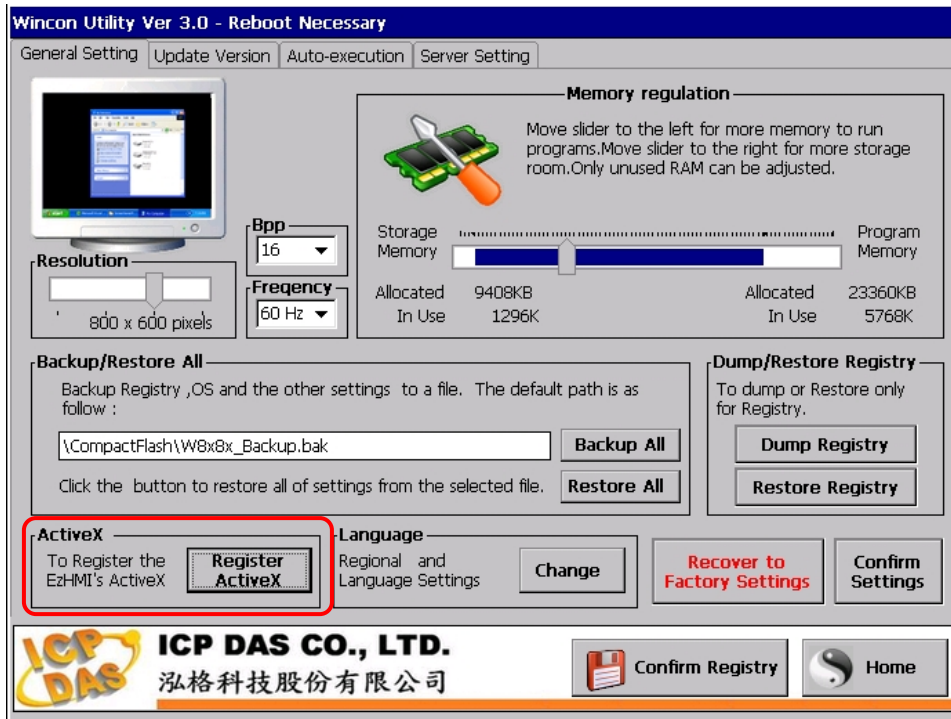 Wincon Utility Ver 3.0 - Reboot Necessary
General Setting
Update Version
Auto-execution
Server Setting
Memory regulation
Move slider to the left for more memory to run
programs.Move slider to the right for more storage
room.Only unused RAM can be adjusted.
Bpp
16
Storage
Memory
Program
Memory
Resolution
800 x 600 pixels
Freqency
60 Hz
Allocated 9408KB
In Use 1296K
Allocated 23360KB
In Use 5768K
Backup/Restore All
Backup Registry ,OS and the other settings to a file. The default path is as
follow :
\CompactFlash\W8x8x_Backup.bak
Backup All
Click the button to restore all of settings from the selected file.
Restore All
Dump/Restore Registry
To dump or Restore only
for Registry.
Dump Registry
Restore Registry
ActiveX
To Register the
EzHMI's ActiveX
Register
ActiveX
Language
Regional and
Language Settings
Change
Recover to
Factory Settings
Confirm
Settings
ICP
DAS
ICP DAS CO., LTD.
泓格科技股份有限公司
Confirm Registry
Home